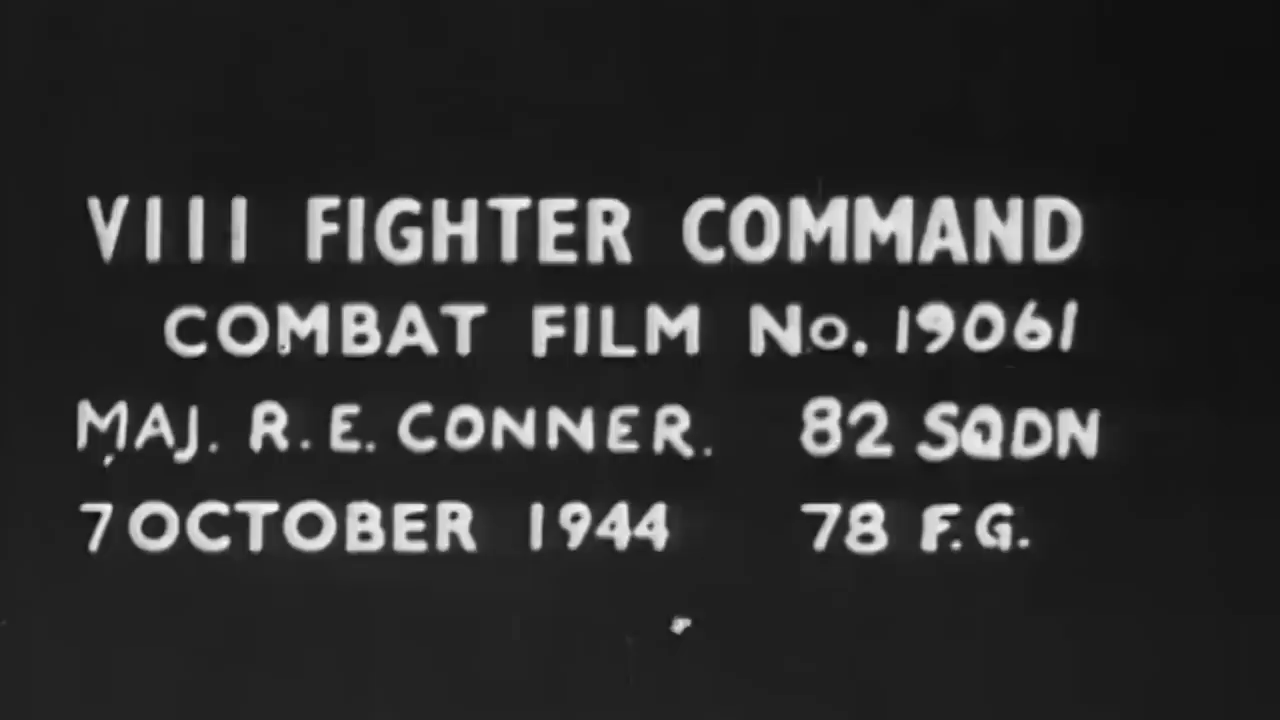 VIII FIGHTER COMMAND
COMBAT FILM No. 19061
MAJ. R. E. CONNER. 82 SQDN
7 OCTOBER 1944 78 F.G.